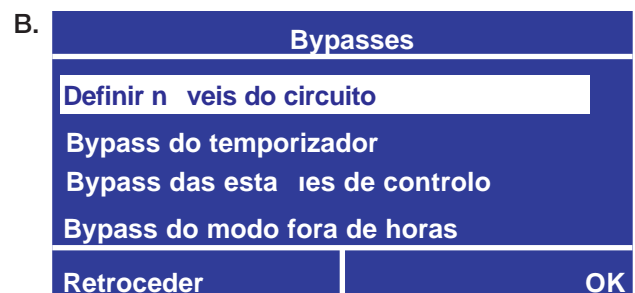 B.
Bypasses
Definir n veis do circuito
Bypass do temporizador
Bypass das esta ıes de controlo
Bypass do modo fora de horas
Retroceder OK